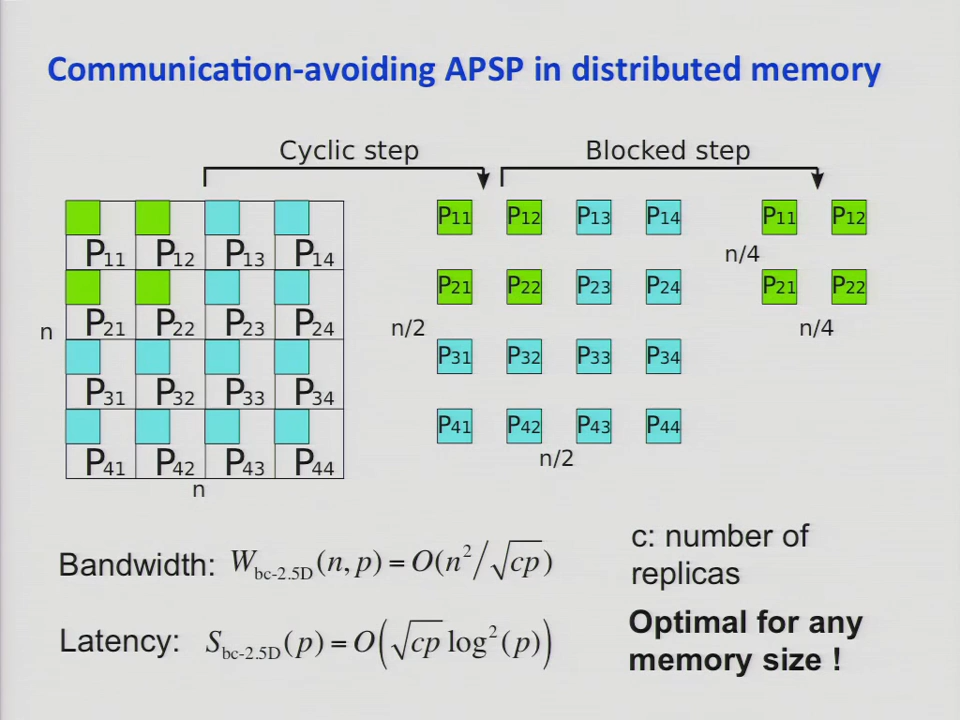 Communication-avoiding APSP in distributed memory
Cyclic step
Blocked step
P11 P12 P13 P14
P21 P22 P23 P24
P31 P32 P33 P34
P41 P42 P43 P44
n
n
P11 P12 P13 P14
P21 P22 P23 P24
P31 P32 P33 P34
P41 P42 P43 P44
n/2
n/2
P11 P12
P21 P22
n/4
n/4
Bandwidth: W_bc-2.5D(n, p) = O(n²/√cp)
c: number of
replicas
Latency: S_bc-2.5D(p) = O(√cp log²(p))
Optimal for any
memory size !